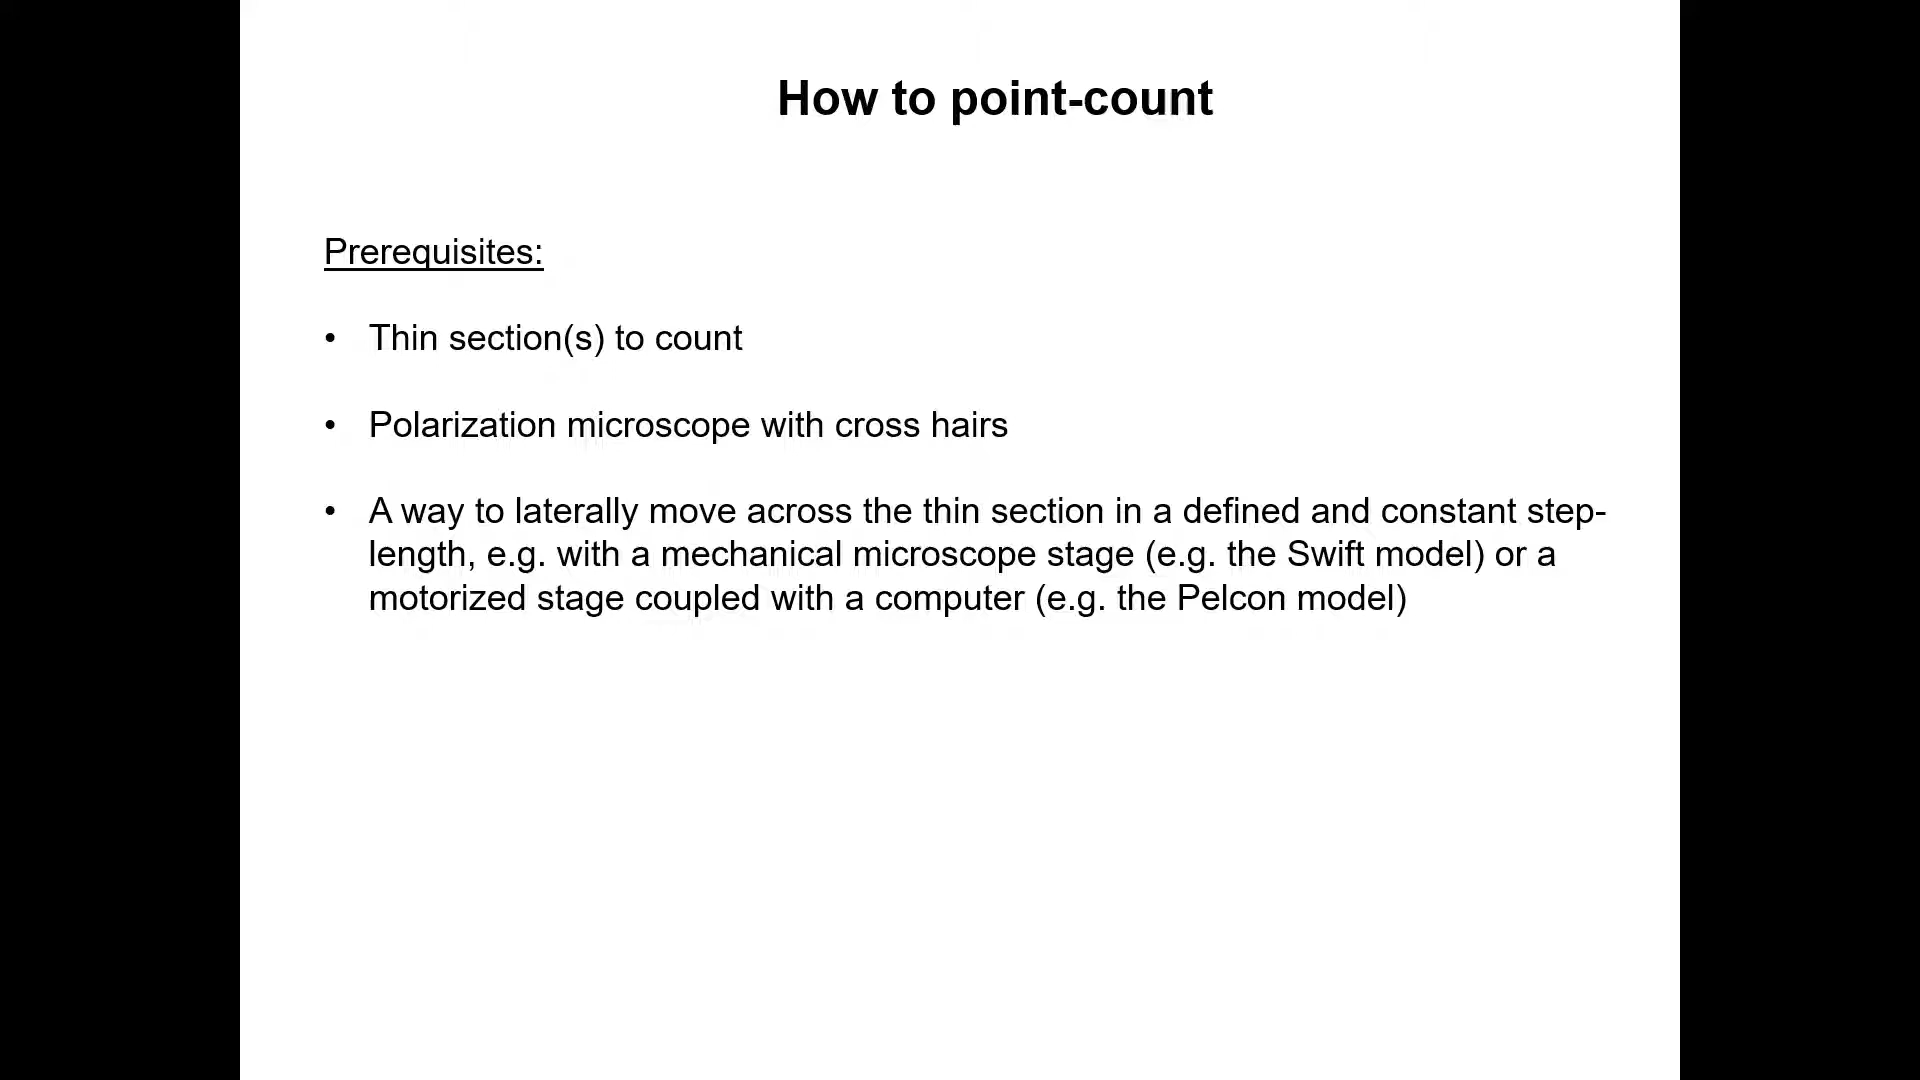 How to point-count
Prerequisites:
• Thin section(s) to count
• Polarization microscope with cross hairs
• A way to laterally move across the thin section in a defined and constant step-
length, e.g. with a mechanical microscope stage (e.g. the Swift model) or a
motorized stage coupled with a computer (e.g. the Pelcon model)